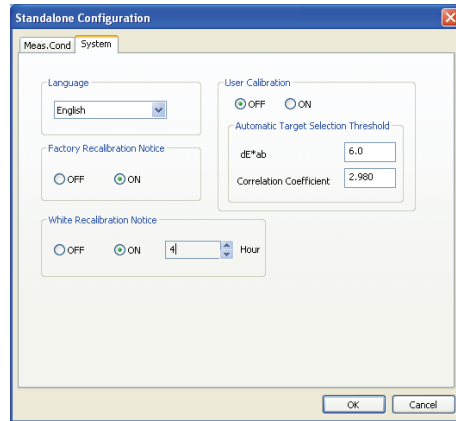 Standalone Configuration
Meas.Cond System
Language
English
Factory Recalibration Notice
OFF ON
White Recalibration Notice
OFF ON 4 Hour
User Calibration
OFF ON
Automatic Target Selection Threshold
dE*ab 6.0
Correlation Coefficient 2.980
OK Cancel